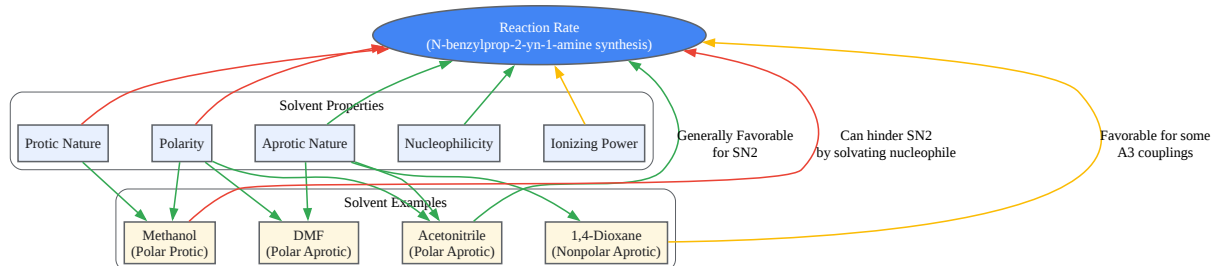 Reaction Rate
(N-benzylprop-2-yn-1-amine synthesis)
Solvent Properties
Protic Nature
Polarity
Aprotic Nature
Nucleophilicity
Ionizing Power
Generally Favorable
for SN2
Can hinder SN2
by solvating nucleophile
Favorable for some
A3 couplings
Solvent Examples
Methanol
(Polar Protic)
DMF
(Polar Aprotic)
Acetonitrile
(Polar Aprotic)
1,4-Dioxane
(Nonpolar Aprotic)